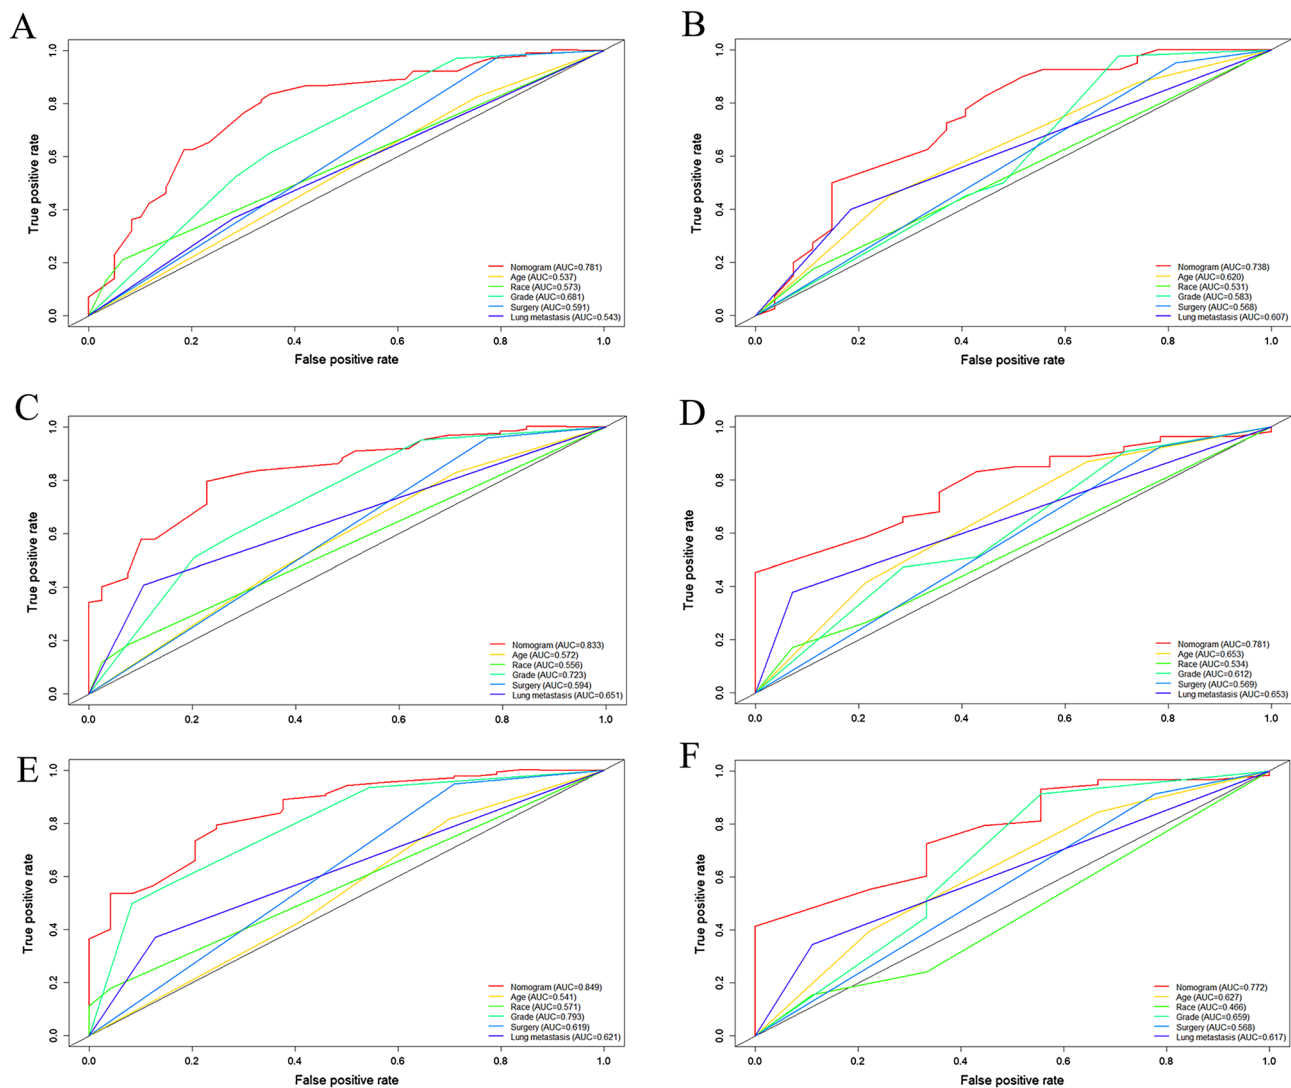 A
True positive rate
1.0
0.8
0.6
0.4
0.2
0.0
Nomogram (AUC=0.781)
Age (AUC=0.537)
Race (AUC=0.573)
Grade (AUC=0.681)
Surgery (AUC=0.591)
Lung metastasis (AUC=0.543)
0.0 0.2 0.4 0.6 0.8 1.0
False positive rate
B
True positive rate
1.0
0.8
0.6
0.4
0.2
0.0
Nomogram (AUC=0.738)
Age (AUC=0.620)
Race (AUC=0.531)
Grade (AUC=0.583)
Surgery (AUC=0.568)
Lung metastasis (AUC=0.607)
0.0 0.2 0.4 0.6 0.8 1.0
False positive rate
C
True positive rate
1.0
0.8
0.6
0.4
0.2
0.0
Nomogram (AUC=0.833)
Age (AUC=0.572)
Race (AUC=0.556)
Grade (AUC=0.723)
Surgery (AUC=0.594)
Lung metastasis (AUC=0.651)
0.0 0.2 0.4 0.6 0.8 1.0
False positive rate
D
True positive rate
1.0
0.8
0.6
0.4
0.2
0.0
Nomogram (AUC=0.781)
Age (AUC=0.653)
Race (AUC=0.534)
Grade (AUC=0.612)
Surgery (AUC=0.569)
Lung metastasis (AUC=0.653)
0.0 0.2 0.4 0.6 0.8 1.0
False positive rate
E
True positive rate
1.0
0.8
0.6
0.4
0.2
0.0
Nomogram (AUC=0.849)
Age (AUC=0.541)
Race (AUC=0.571)
Grade (AUC=0.793)
Surgery (AUC=0.619)
Lung metastasis (AUC=0.621)
0.0 0.2 0.4 0.6 0.8 1.0
False positive rate
F
True positive rate
1.0
0.8
0.6
0.4
0.2
0.0
Nomogram (AUC=0.772)
Age (AUC=0.627)
Race (AUC=0.466)
Grade (AUC=0.659)
Surgery (AUC=0.568)
Lung metastasis (AUC=0.617)
0.0 0.2 0.4 0.6 0.8 1.0
False positive rate